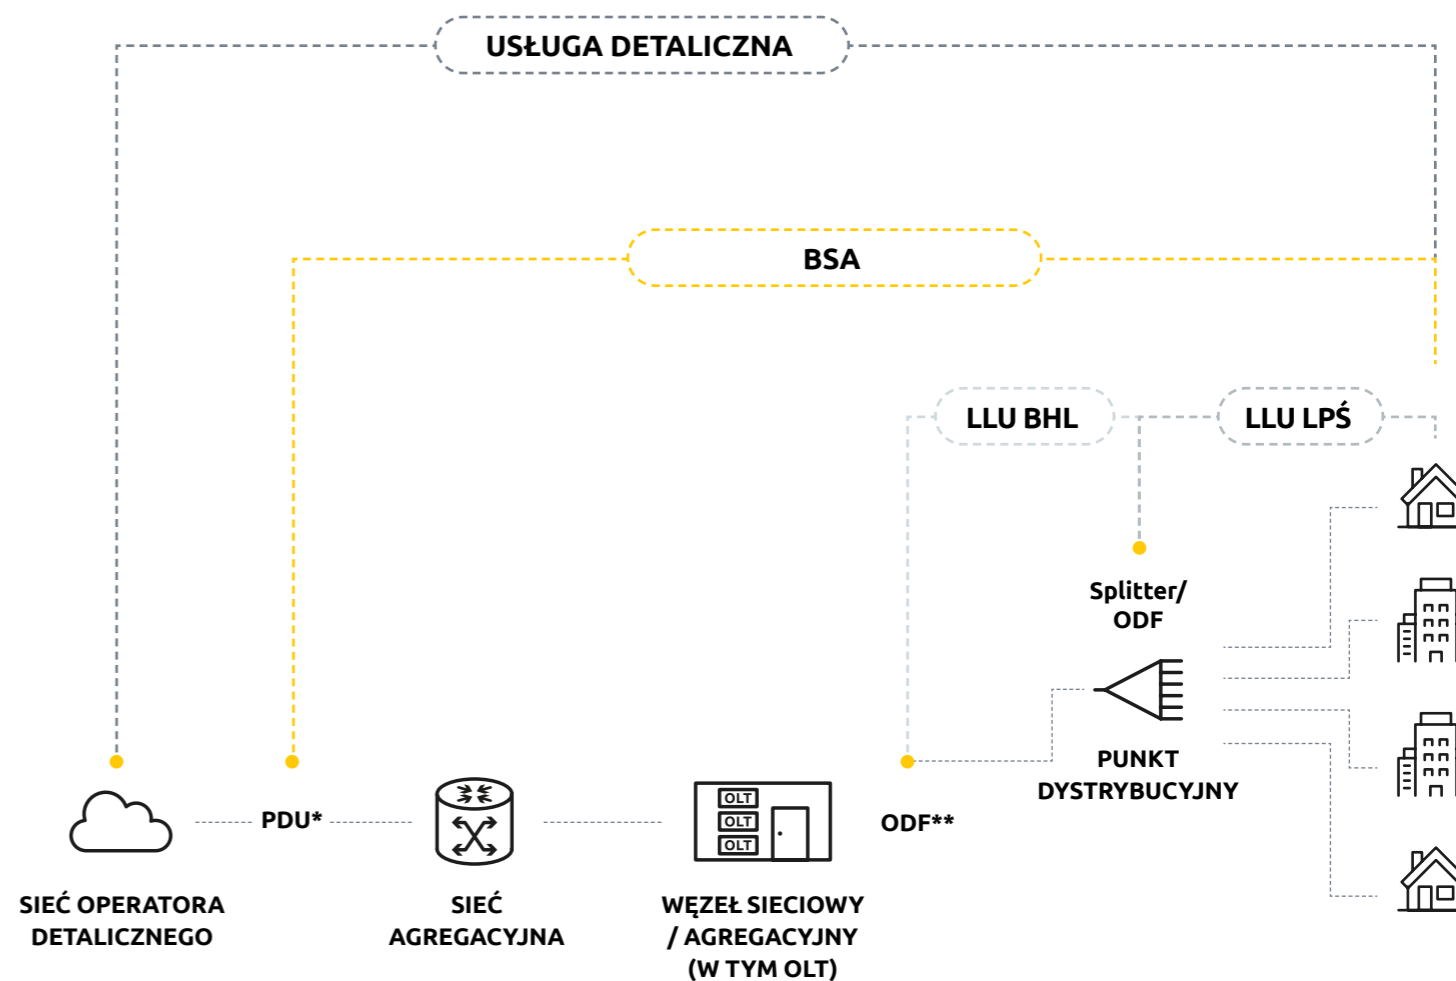 USŁUGA DETALICZNA
BSA
LLU BHL
LLU LPŚ
Splitter/
ODF
PUNKT
DYSTRYBUCYJNY
PDU*
OLT
OLT
OLT
ODF**
SIEĆ OPERATORA
DETALICZNEGO
SIEĆ
AGREGACYJNA
WĘZEŁ SIECIOWY
/ AGREGACYJNY
(W TYM OLT)